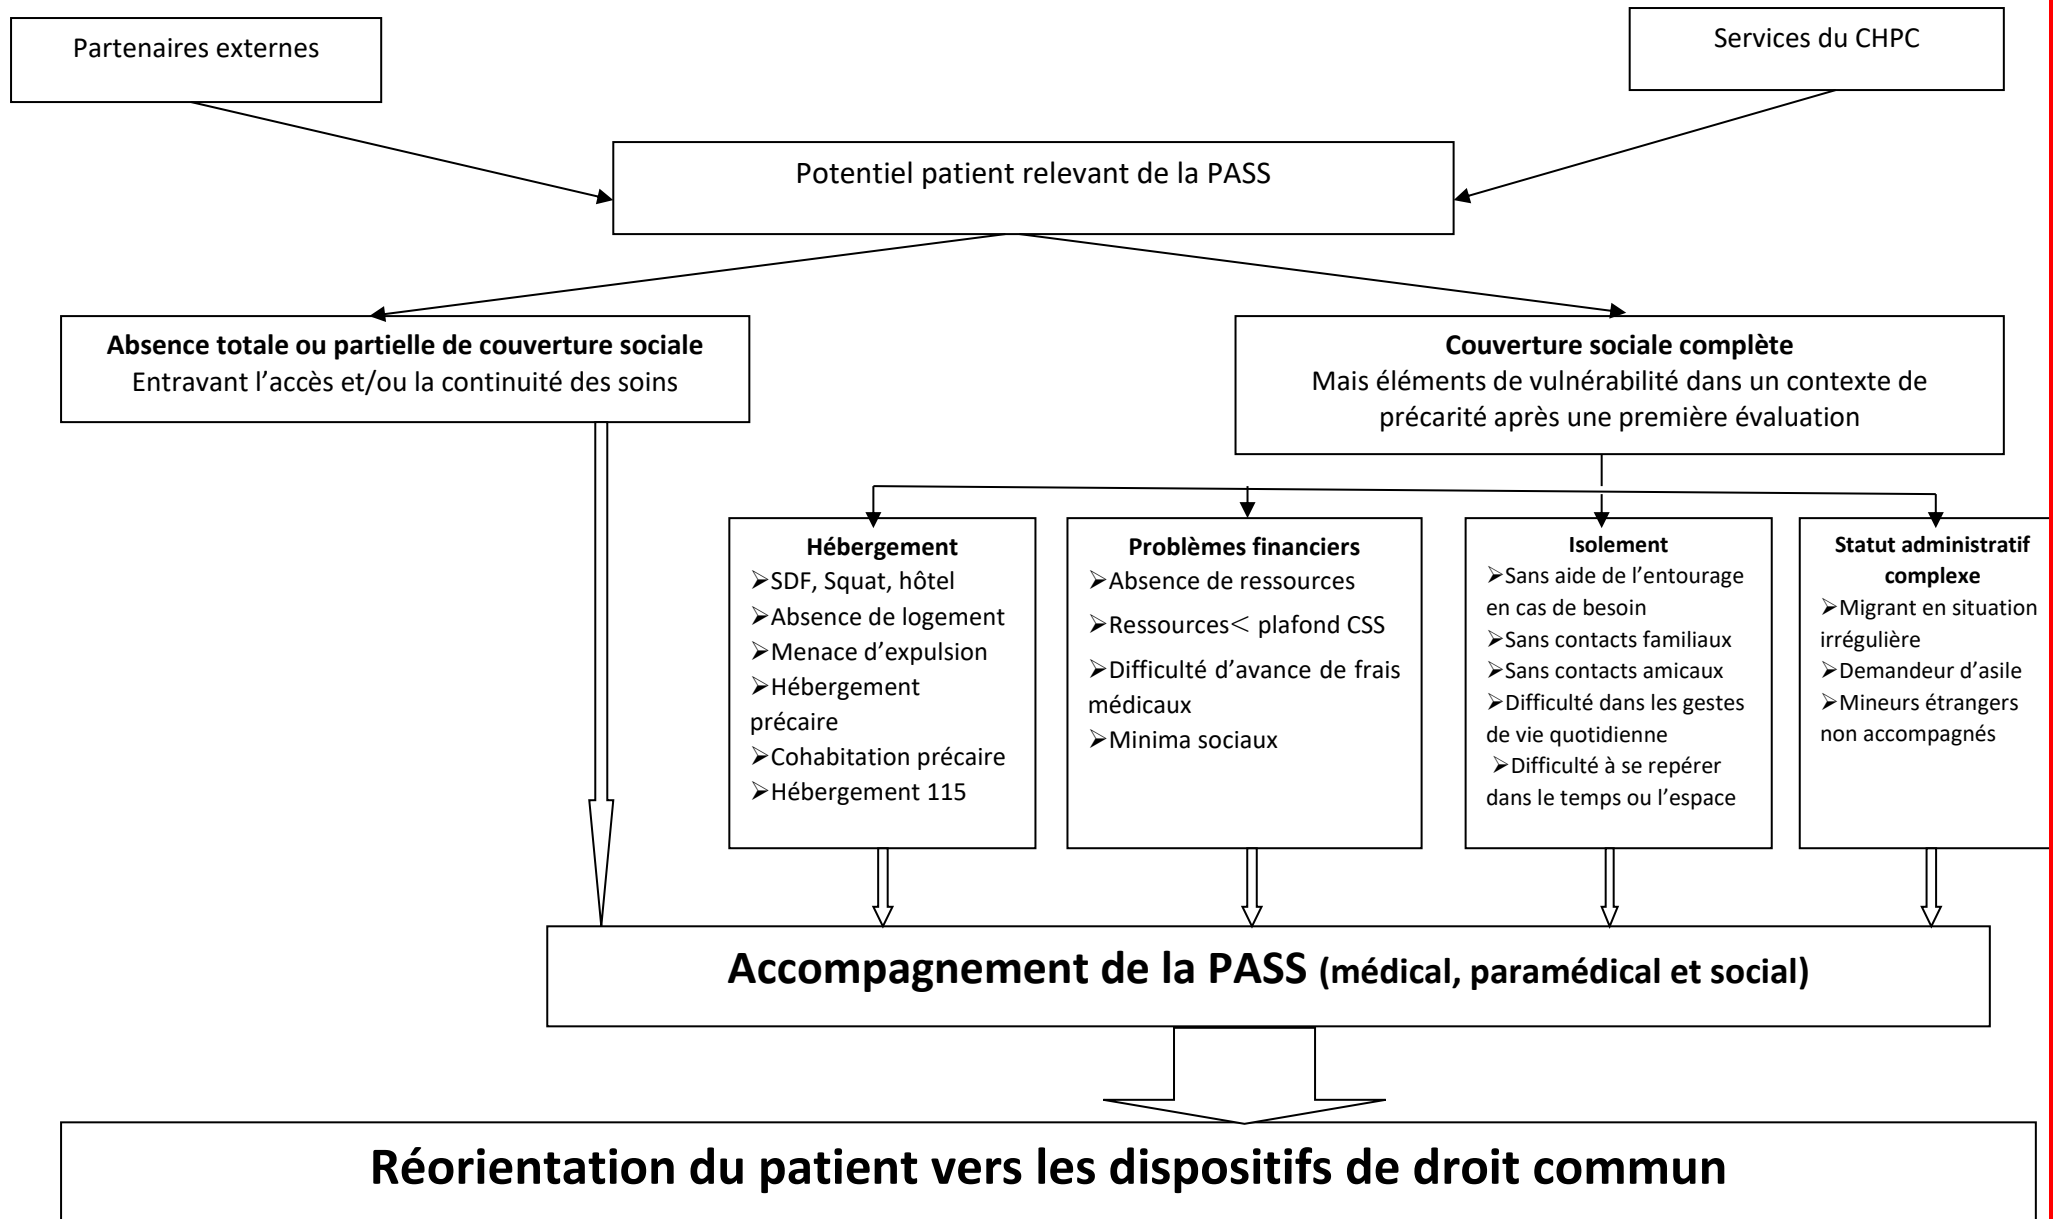 Partenaires externes
Services du CHPC
Potentiel patient relevant de la PASS
Absence totale ou partielle de couverture sociale
Entravant l’accès et/ou la continuité des soins
Couverture sociale complète
Mais éléments de vulnérabilité dans un contexte de
précarité après une première évaluation
Hébergement
➢SDF, Squat, hôtel
➢Absence de logement
➢Menace d’expulsion
➢Hébergement
précaire
➢Cohabitation précaire
➢Hébergement 115
Problèmes financiers
➢Absence de ressources
➢Ressources< plafond CSS
➢Difficulté d’avance de frais
médicaux
➢Minima sociaux
Isolement
➢Sans aide de l’entourage
en cas de besoin
➢Sans contacts familiaux
➢Sans contacts amicaux
➢Difficulté dans les gestes
de vie quotidienne
➢Difficulté à se repérer
dans le temps ou l’espace
Statut administratif
complexe
➢Migrant en situation
irrégulière
➢Demandeur d’asile
➢Mineurs étrangers
non accompagnés
Accompagnement de la PASS (médical, paramédical et social)
Réorientation du patient vers les dispositifs de droit commun